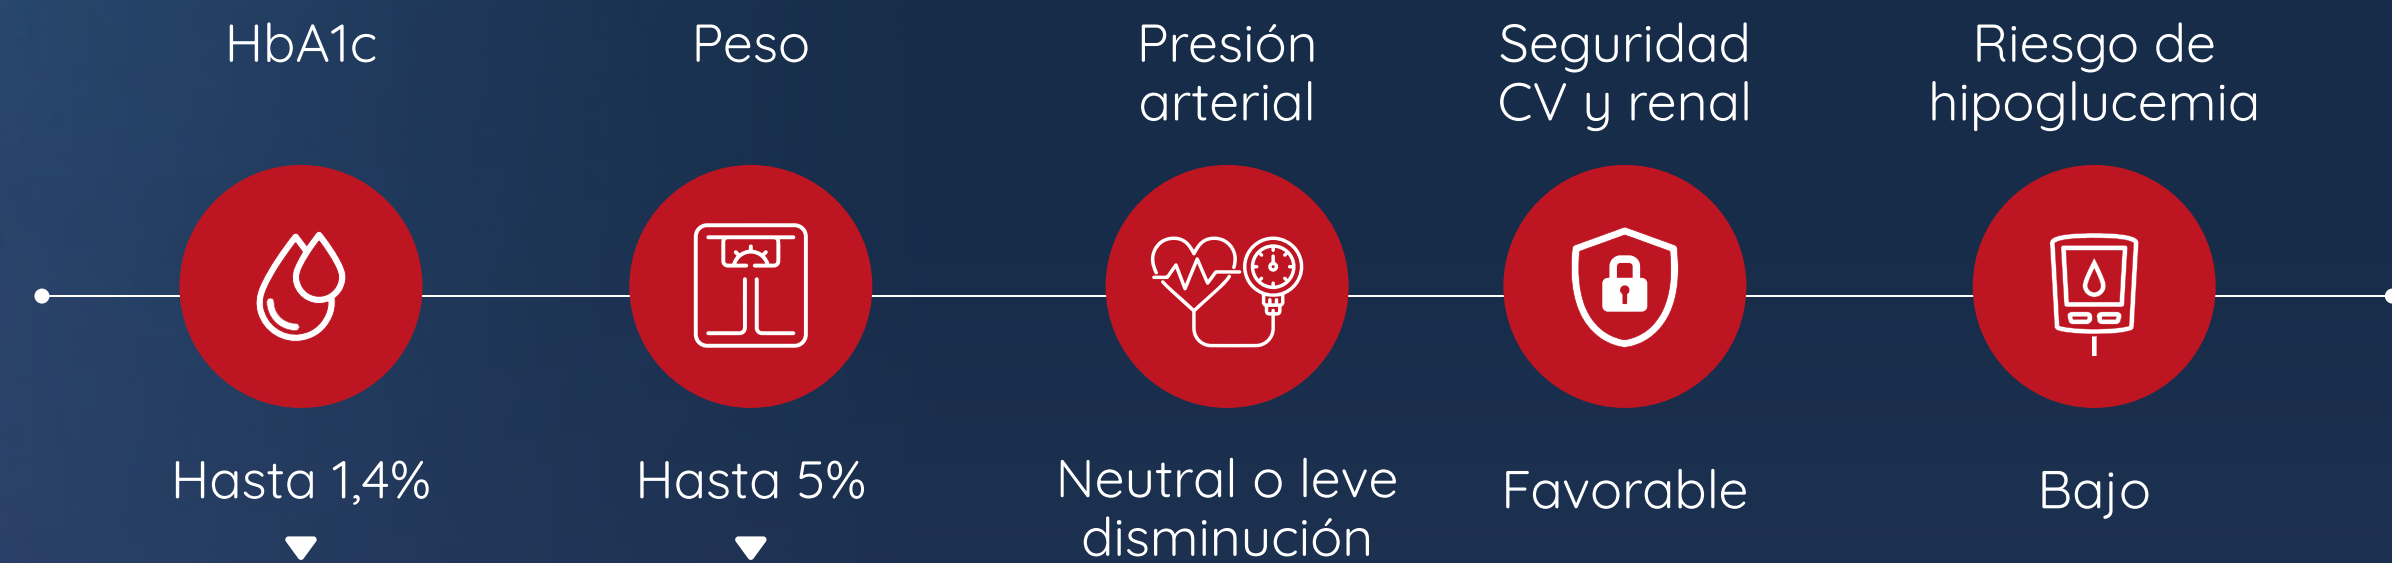 HbA1c
Peso
Presión
arterial
Seguridad
CV y renal
Riesgo de
hipoglucemia
Hasta 1,4%
Hasta 5%
Neutral o leve
disminución
Favorable
Bajo